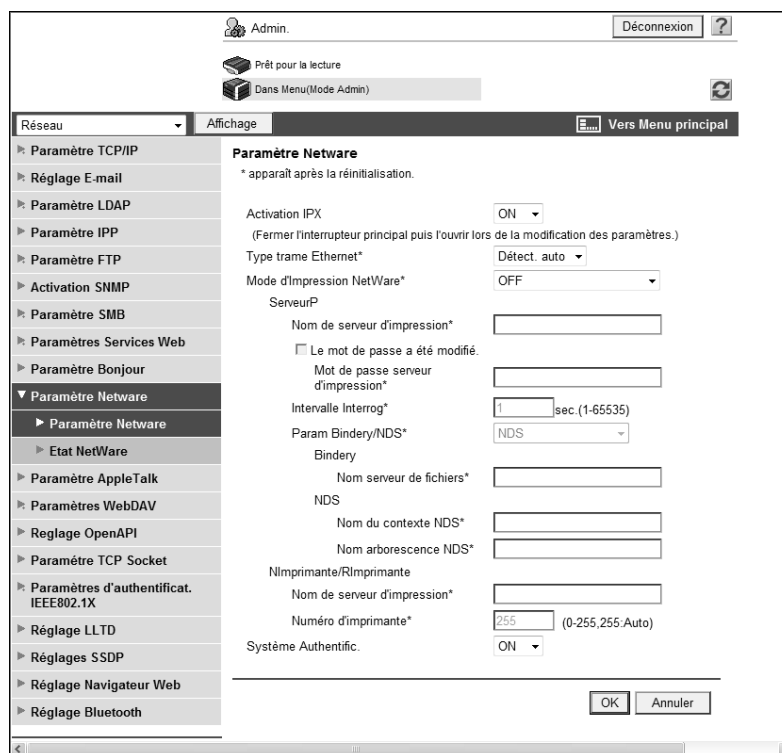 Admin.
Déconnexion
?
Prêt pour la lecture
Dans Menu(Mode Admin)
Réseau
Affichage
Vers Menu principal
Paramètre TCP/IP
Réglage E-mail
Paramètre LDAP
Paramètre IPP
Paramètre FTP
Activation SNMP
Paramètre SMB
Paramètres Services Web
Paramètre Bonjour
Paramètre Netware
Paramètre Netware
Etat NetWare
Paramètre AppleTalk
Paramètres WebDAV
Reglage OpenAPI
Paramétre TCP Socket
Paramètres d'authentificat.
IEEE802.1X
Réglage LLTD
Réglages SSDP
Réglage Navigateur Web
Réglage Bluetooth
Paramètre Netware
* apparaît après la réinitialisation.
Activation IPX ON
(Fermer l'interrupteur principal puis l'ouvrir lors de la modification des paramètres.)
Type trame Ethernet* Détect. auto
Mode d'Impression NetWare* OFF
ServeurP
Nom de serveur d'impression*
Le mot de passe a été modifié.
Mot de passe serveur
d'impression*
Intervalle Interrog* 1 sec.(1-65535)
Param Bindery/NDS* NDS
Bindery
Nom serveur de fichiers*
NDS
Nom du contexte NDS*
Nom arborescence NDS*
NImprimante/RImprimante
Nom de serveur d'impression*
Numéro d'imprimante* 255 (0-255,255:Auto)
Système Authentific. ON
OK Annuler